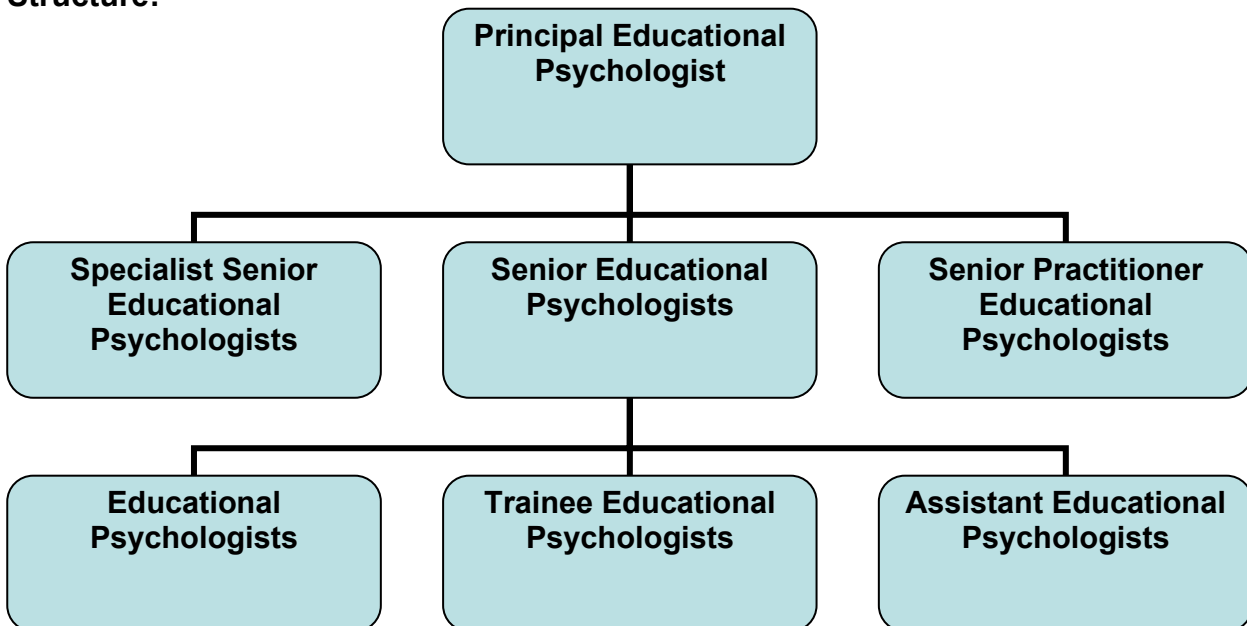 Structure:
Principal Educational
Psychologist
Specialist Senior
Educational
Psychologists
Senior Educational
Psychologists
Senior Practitioner
Educational
Psychologists
Educational
Psychologists
Trainee Educational
Psychologists
Assistant Educational
Psychologists